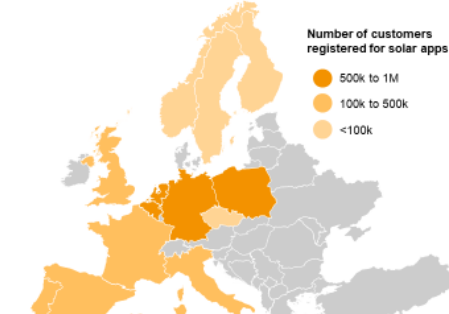 Number of customers
registered for solar apps
500k to 1M
100k to 500k
<100k